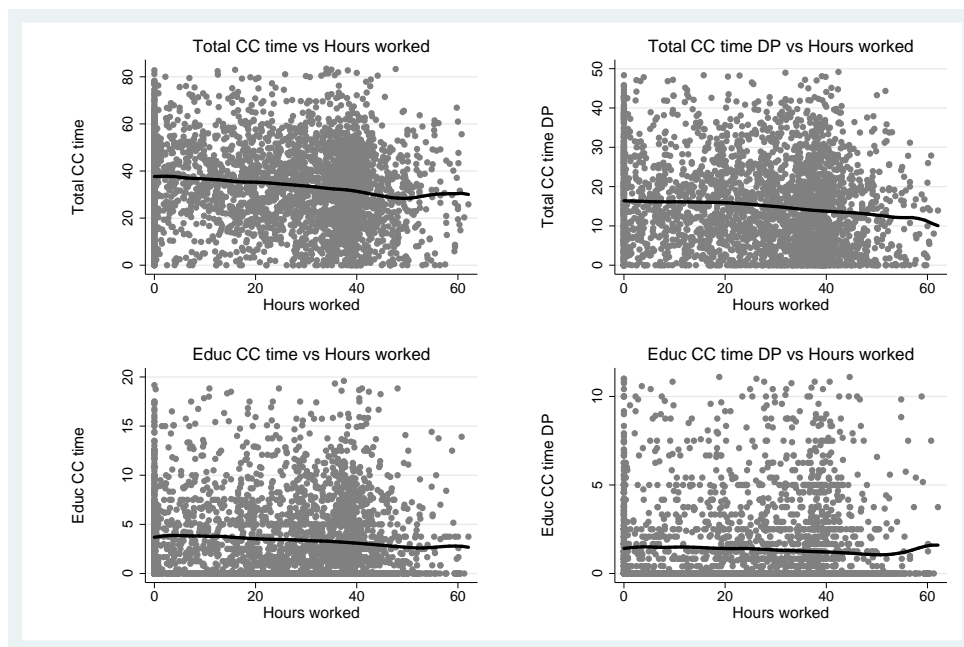 Total CC time vs Hours worked
80
60
40
20
0
Total CC time
0 20 40 60
Hours worked
Total CC time DP vs Hours worked
50
40
30
20
10
0
Total CC time DP
0 20 40 60
Hours worked
Educ CC time vs Hours worked
20
15
10
5
0
Educ CC time
0 20 40 60
Hours worked
Educ CC time DP vs Hours worked
10
5
0
Educ CC time DP
0 20 40 60
Hours worked